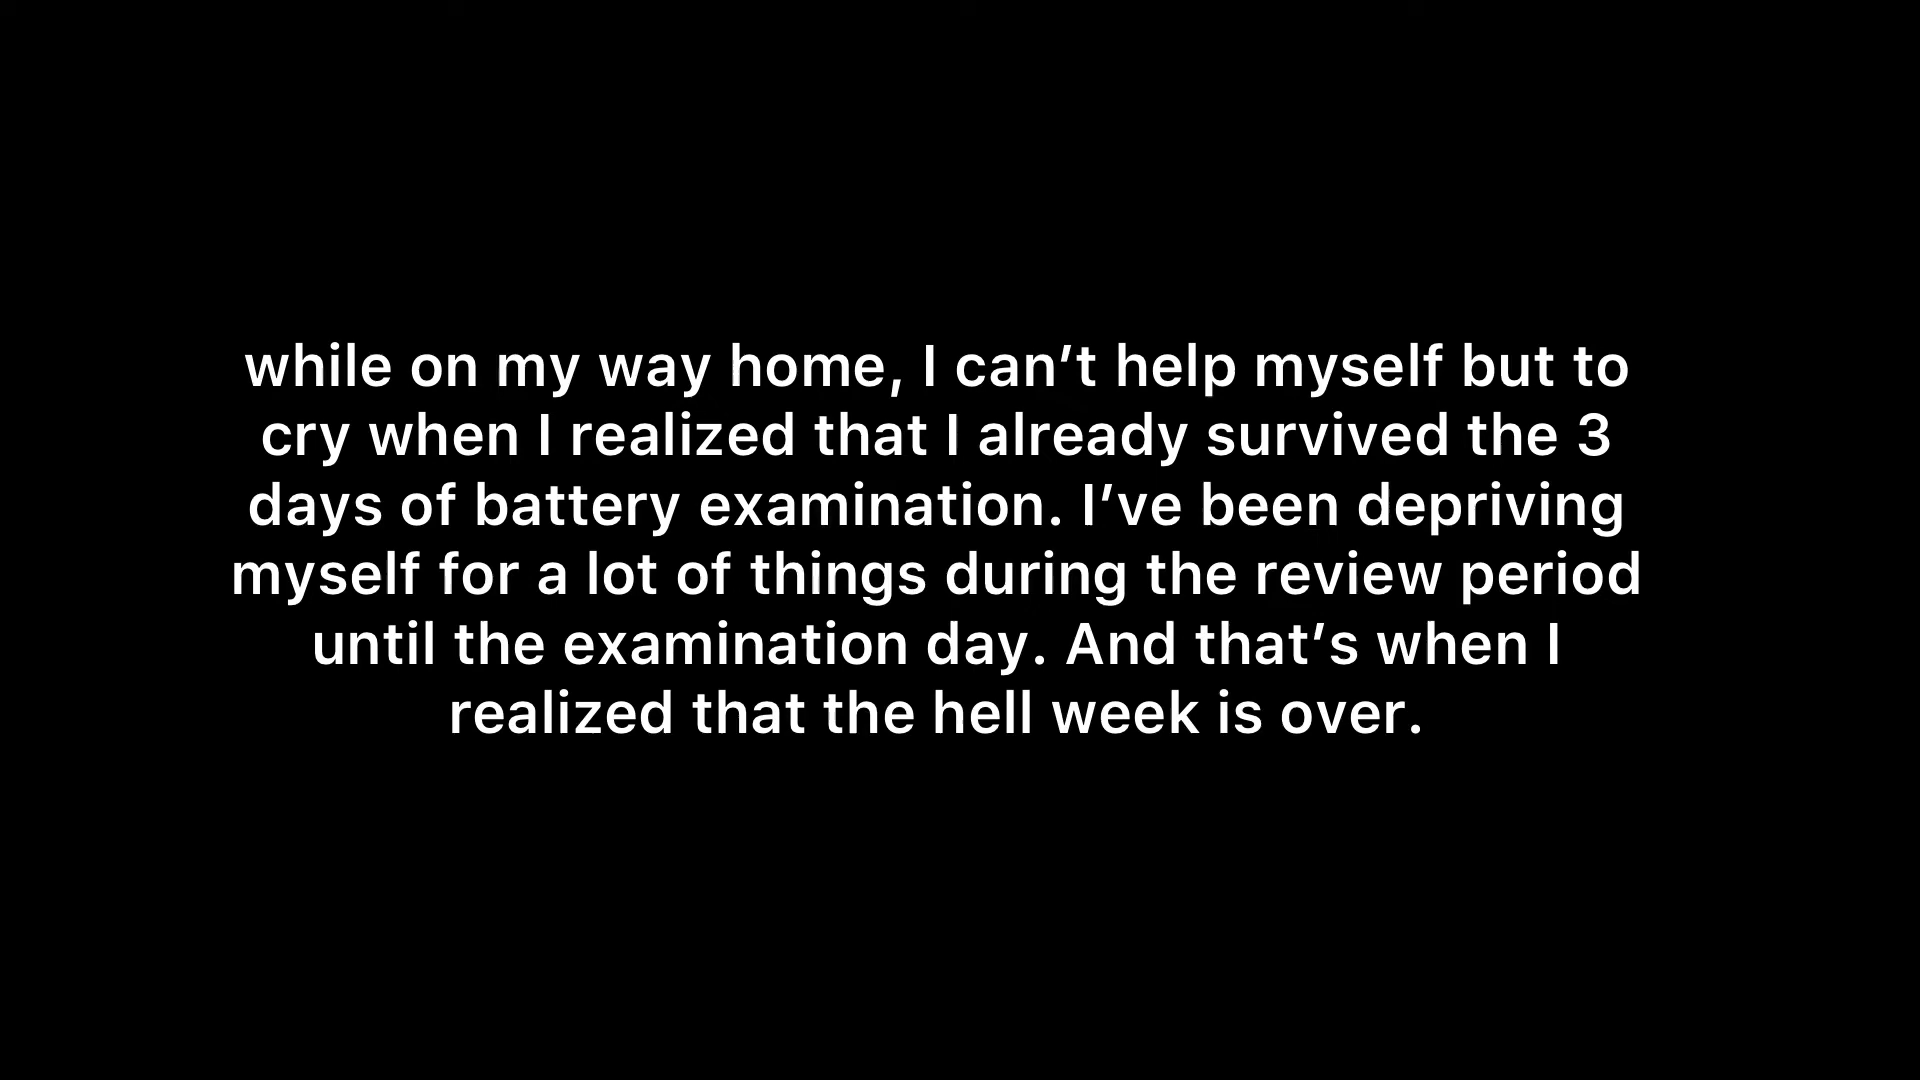 while on my way home, I can’t help myself but to
cry when I realized that I already survived the 3
days of battery examination. I’ve been depriving
myself for a lot of things during the review period
until the examination day. And that’s when I
realized that the hell week is over.